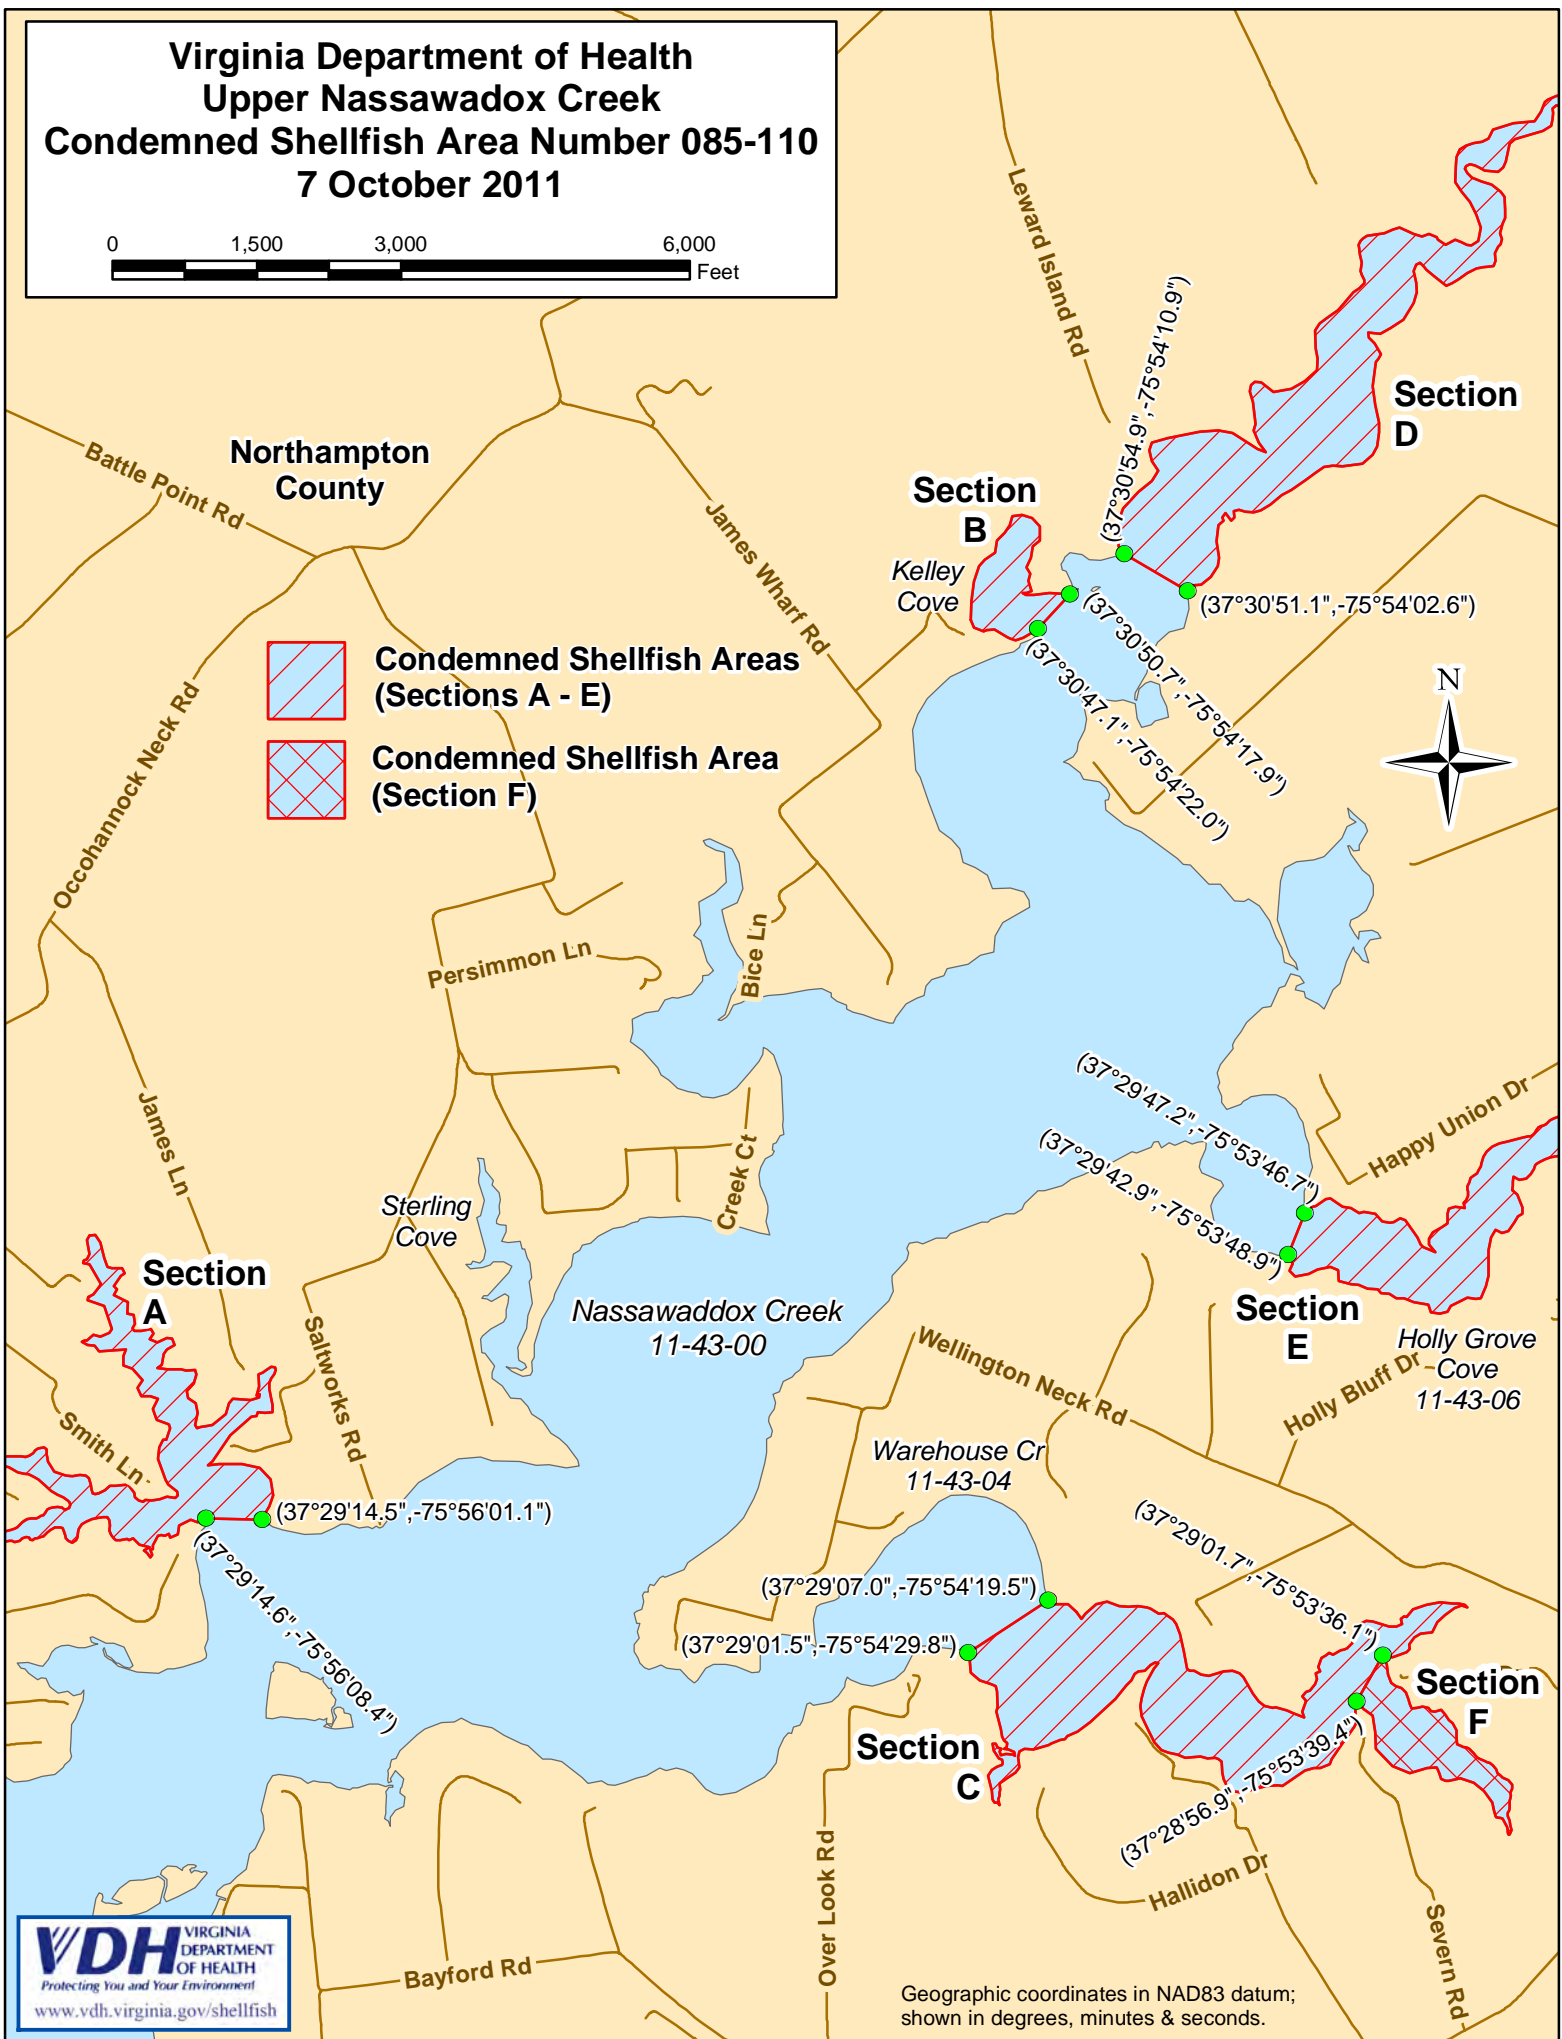 Virginia Department of Health
Upper Nassawadox Creek
Condemned Shellfish Area Number 085-110
7 October 2011
0 1,500 3,000 6,000
Feet
Leward Island Rd
(37°30'54.9",-75°54'10.9")
Section
D
Northampton
County
Battle Point Rd
James Wharf Rd
Section
B
Kelley
Cove
(37°30'51.1",-75°54'02.6")
(37°30'50.7",-75°54'17.9")
(37°30'47.1",-75°54'22.0")
Condemned Shellfish Areas
(Sections A - E)
Condemned Shellfish Area
(Section F)
N
Occohannock Neck Rd
Persimmon Ln
Bice Ln
James Ln
Creek Ct
(37°29'47.2",-75°53'46.7")
(37°29'42.9",-75°53'48.9")
Happy Union Dr
Sterling
Cove
Section
A
Saltworks Rd
Smith Ln
Nassawaddox Creek
11-43-00
Section
E
Holly Grove
Cove
11-43-06
Wellington Neck Rd
Holly Bluff Dr
Warehouse Cr
11-43-04
(37°29'14.5",-75°56'01.1")
(37°29'14.6",-75°56'08.4")
(37°29'07.0",-75°54'19.5")
(37°29'01.5",-75°54'29.8")
(37°29'01.7",-75°53'36.1")
Section
F
Section
C
(37°28'56.9",-75°53'39.4")
Hallidon Dr
Over Look Rd
Severn Rd
Bayford Rd
VDH VIRGINIA
DEPARTMENT
OF HEALTH
Protecting You and Your Environment
www.vdh.virginia.gov/shellfish
Geographic coordinates in NAD83 datum;
shown in degrees, minutes & seconds.